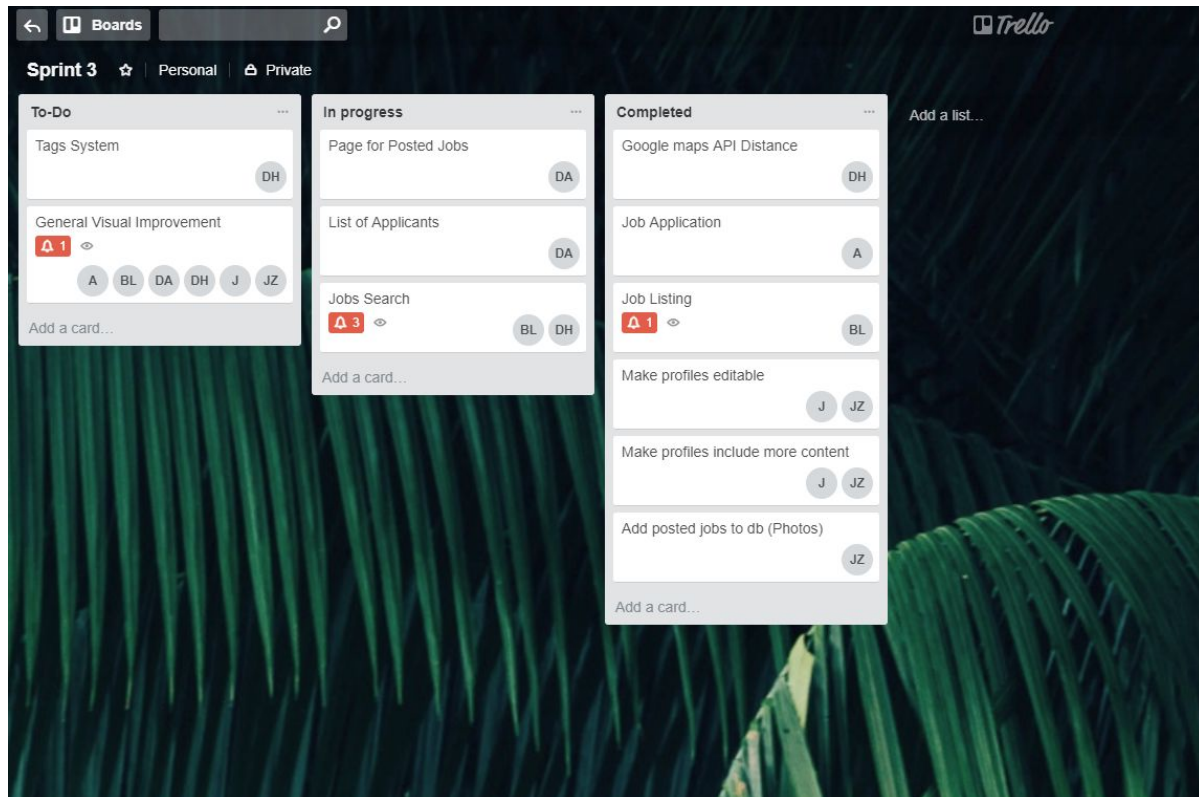 Boards
Trello
Sprint 3
Personal
Private
To-Do
Tags System
DH
General Visual Improvement
1
A BL DA DH J JZ
Add a card...
In progress
Page for Posted Jobs
DA
List of Applicants
DA
Jobs Search
3
BL DH
Add a card...
Completed
Google maps API Distance
DH
Job Application
A
Job Listing
1
BL
Make profiles editable
J JZ
Make profiles include more content
J JZ
Add posted jobs to db (Photos)
JZ
Add a card...
Add a list...